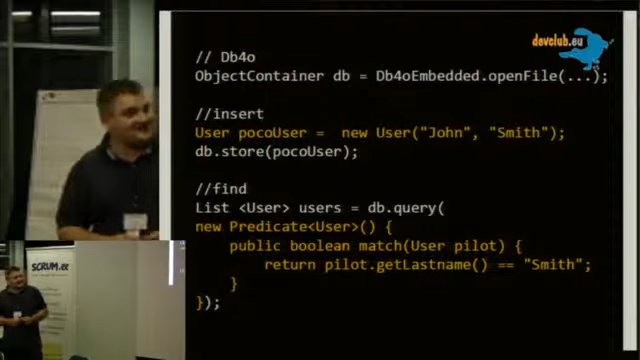 devclub.eu
// Db4o
ObjectContainer db = Db4oEmbedded.openFile(...);
//insert
User pocoUser =  new User("John", "Smith");
db.store(pocoUser);
//find
List <User> users = db.query(
new Predicate<User>() {
public boolean match(User pilot) {
return pilot.getLastname() == "Smith";
}
});
SCRUM.ee